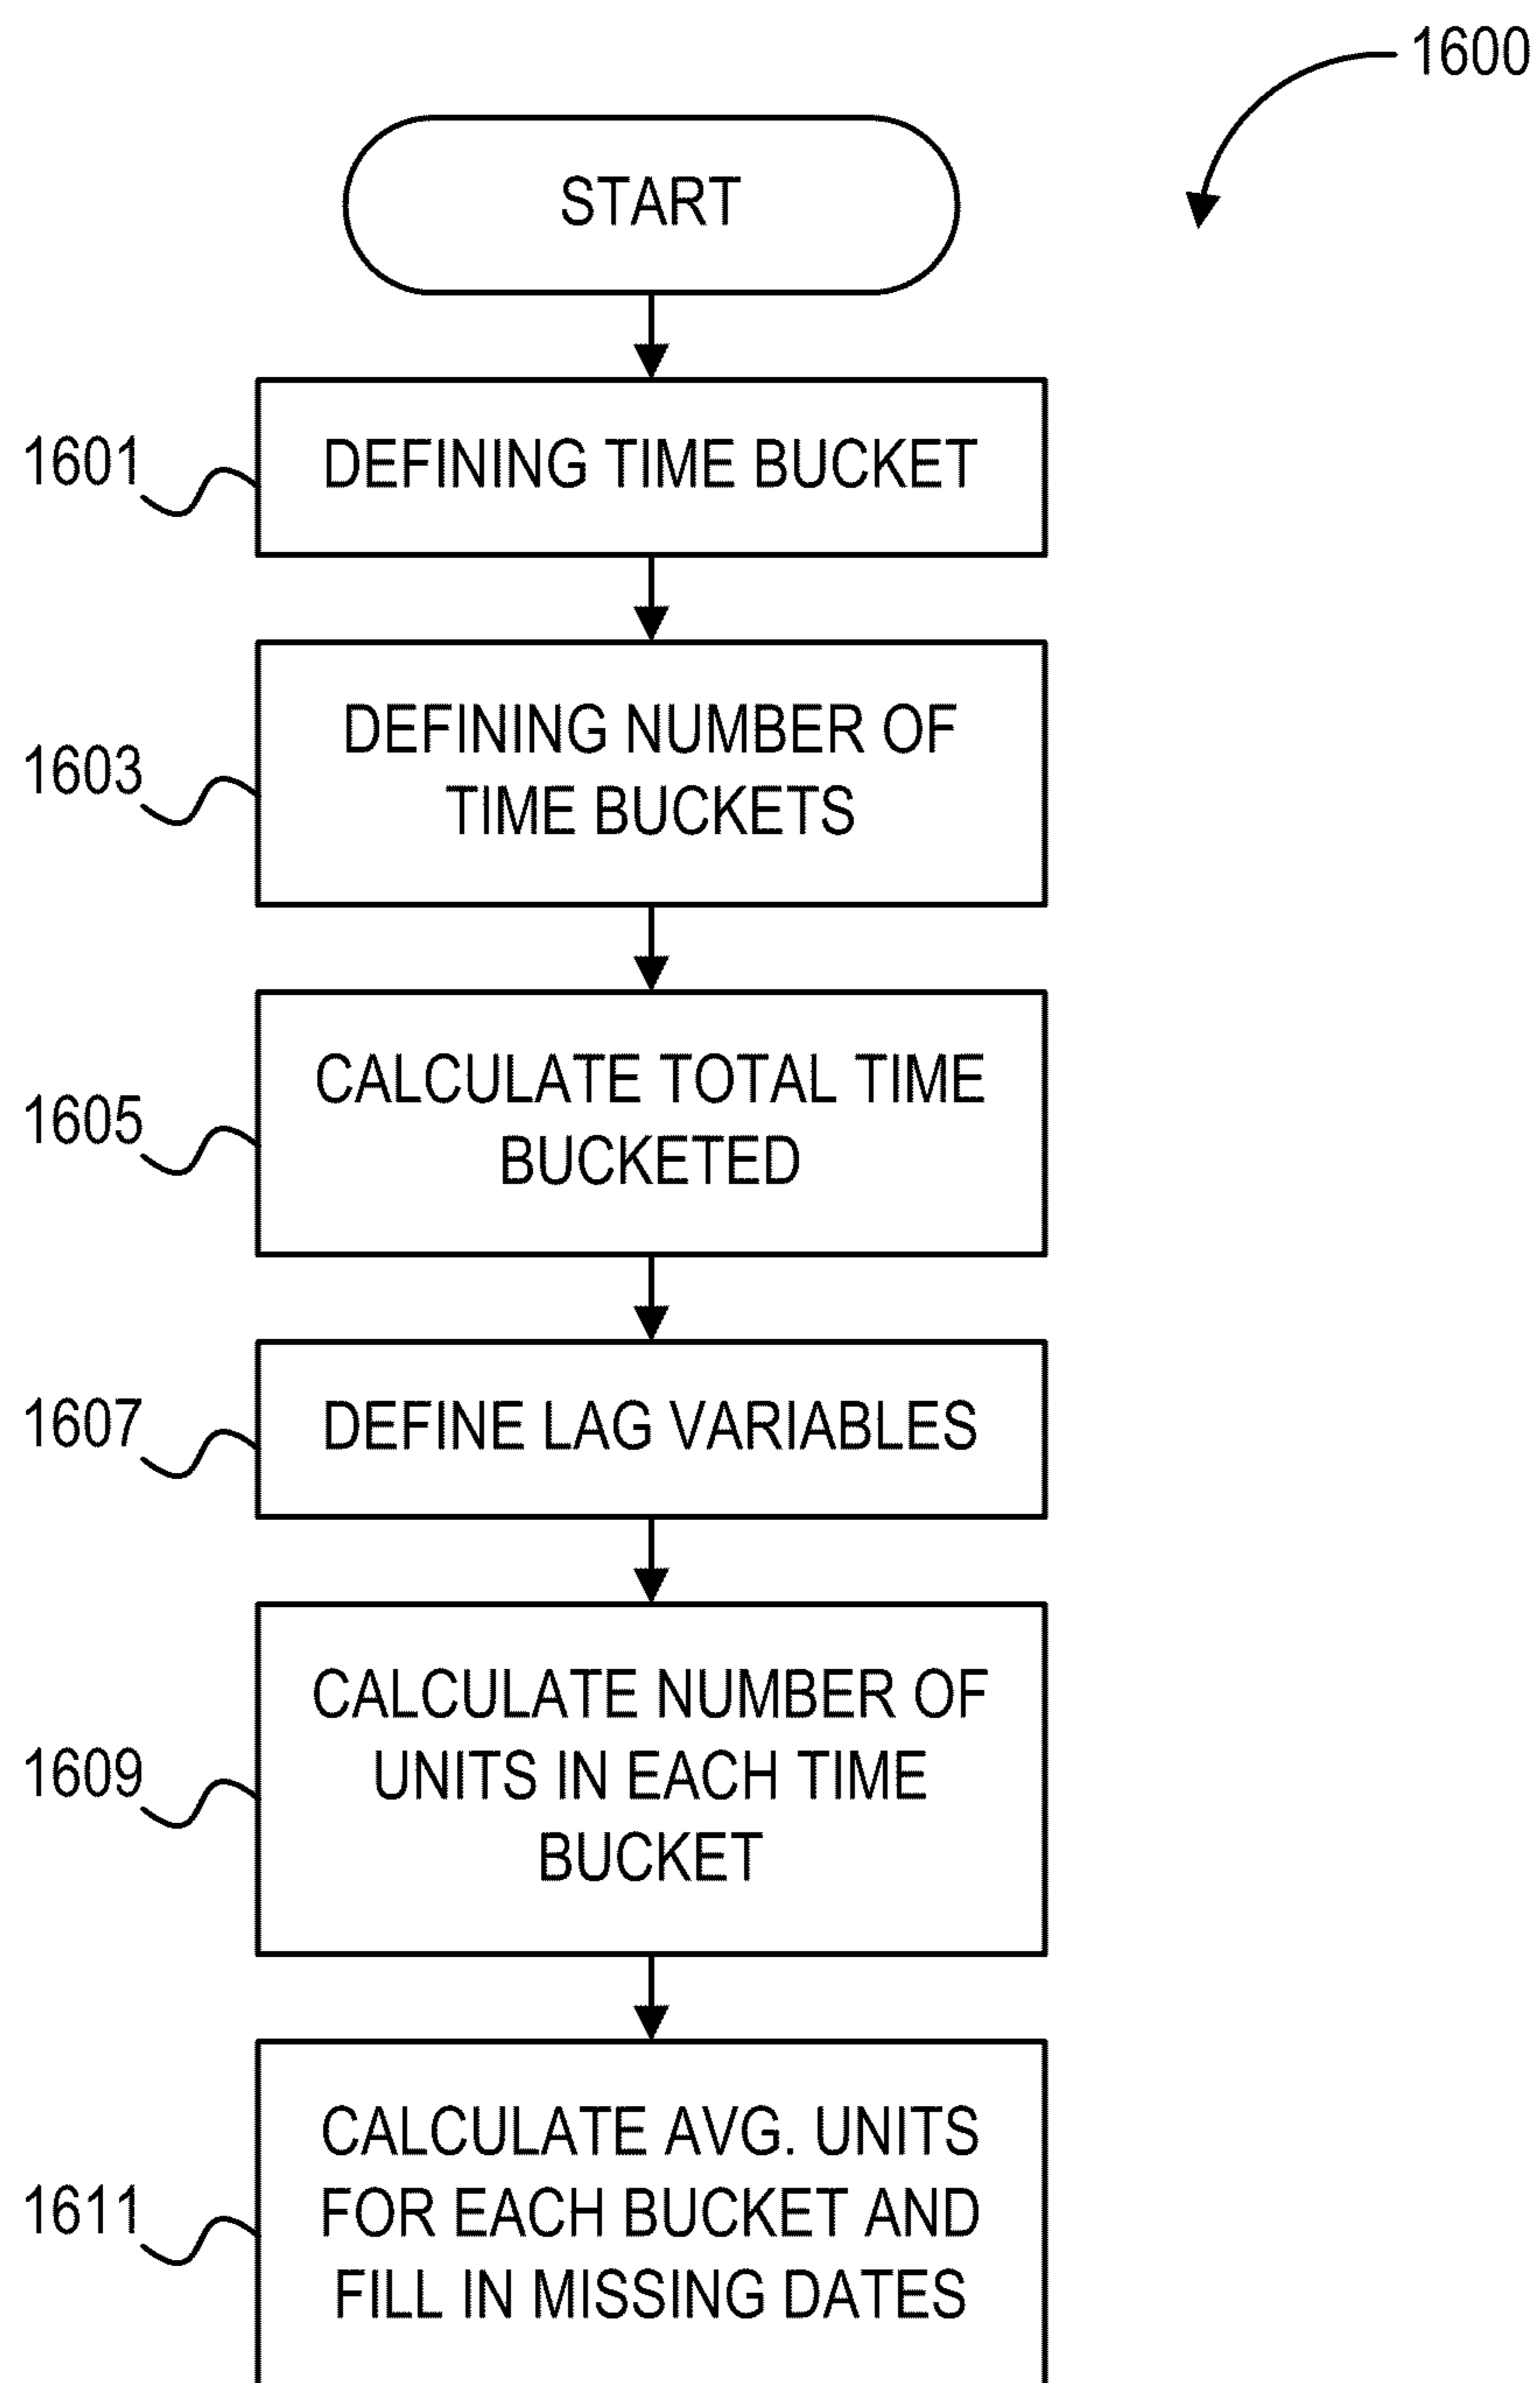 1600
START
1601
DEFINING TIME BUCKET
1603
DEFINING NUMBER OF
TIME BUCKETS
1605
CALCULATE TOTAL TIME
BUCKETED
1607
DEFINE LAG VARIABLES
1609
CALCULATE NUMBER OF
UNITS IN EACH TIME
BUCKET
1611
CALCULATE AVG. UNITS
FOR EACH BUCKET AND
FILL IN MISSING DATES